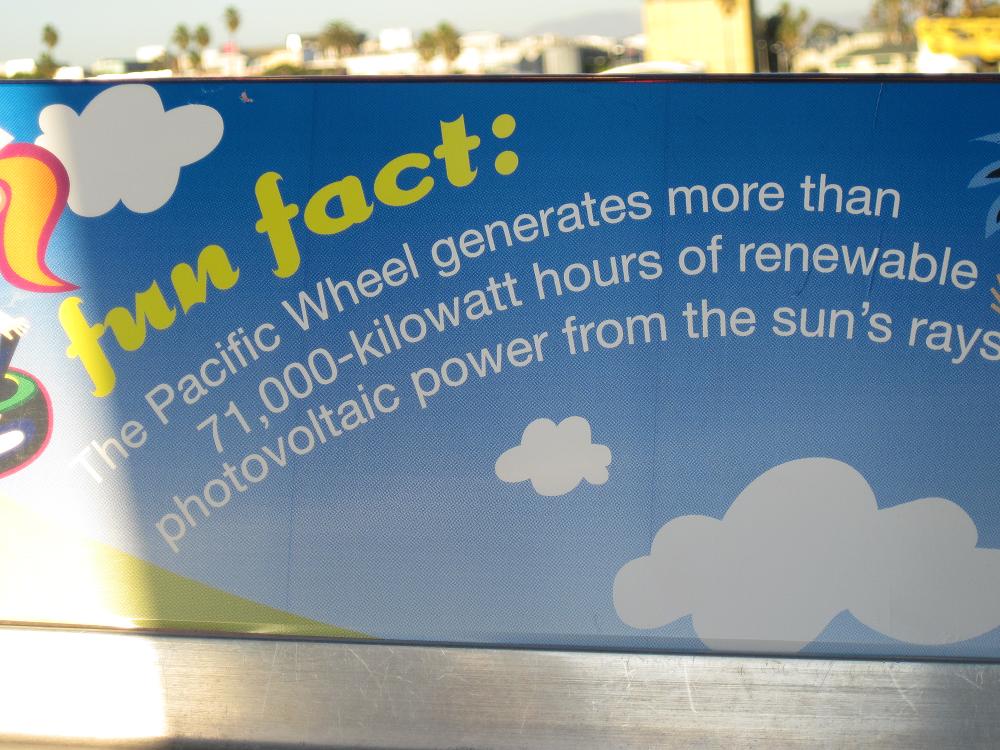 fun fact:
The Pacific Wheel generates more than
71,000-kilowatt hours of renewable
photovoltaic power from the sun's rays